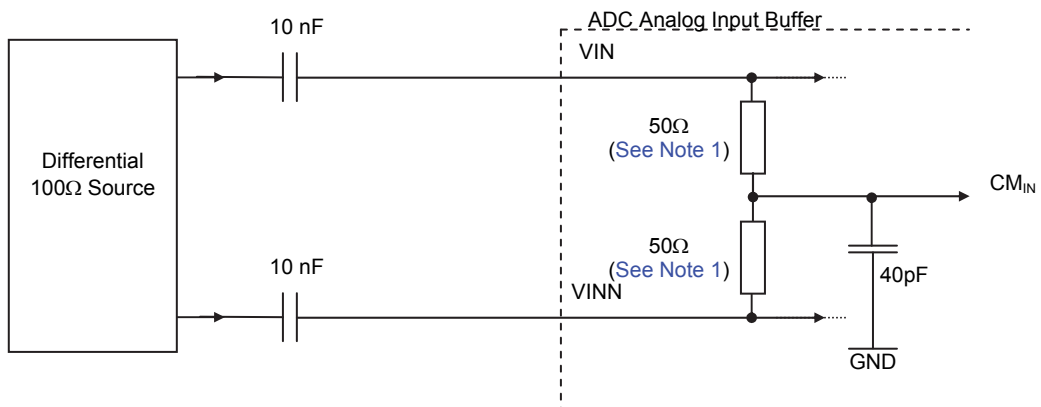 10 nF
ADC Analog Input Buffer
VIN
50Ω
(See Note 1)
Differential
100Ω Source
CM_IN
50Ω
(See Note 1)
10 nF
VINN
40pF
GND